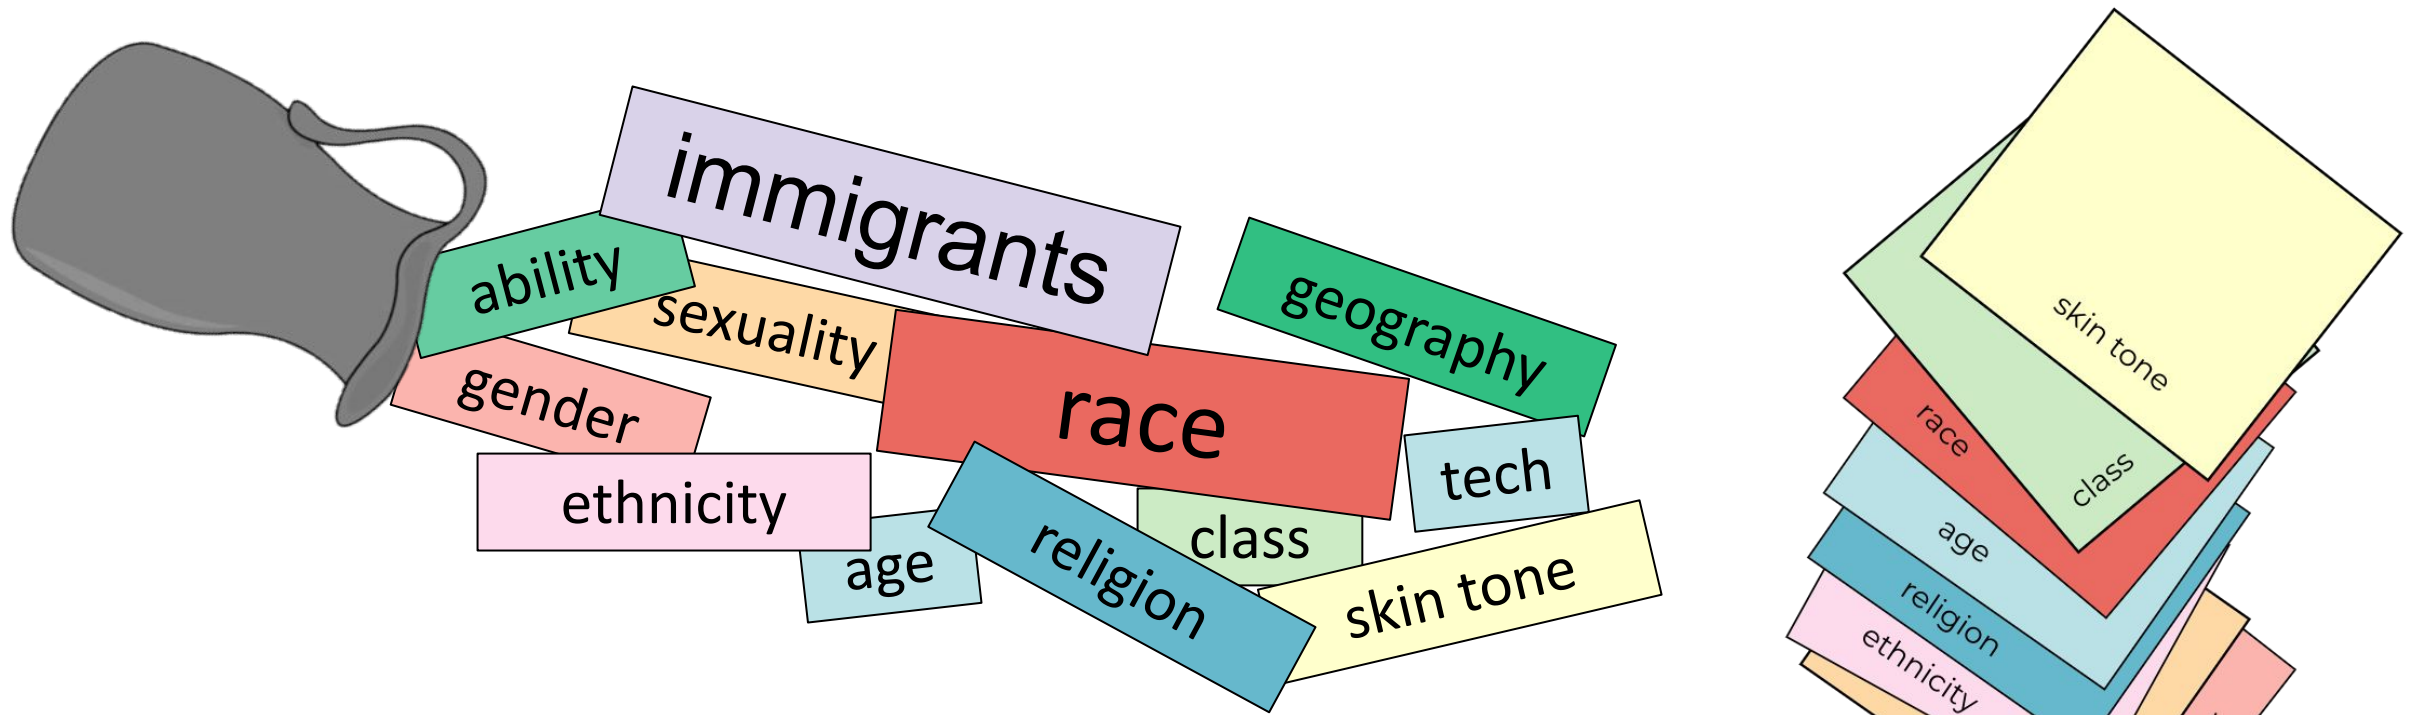 immigrants
ability
sexuality
geography
gender
race
tech
ethnicity
age
religion
class
skin tone
skin tone
class
race
age
religion
ethnicity